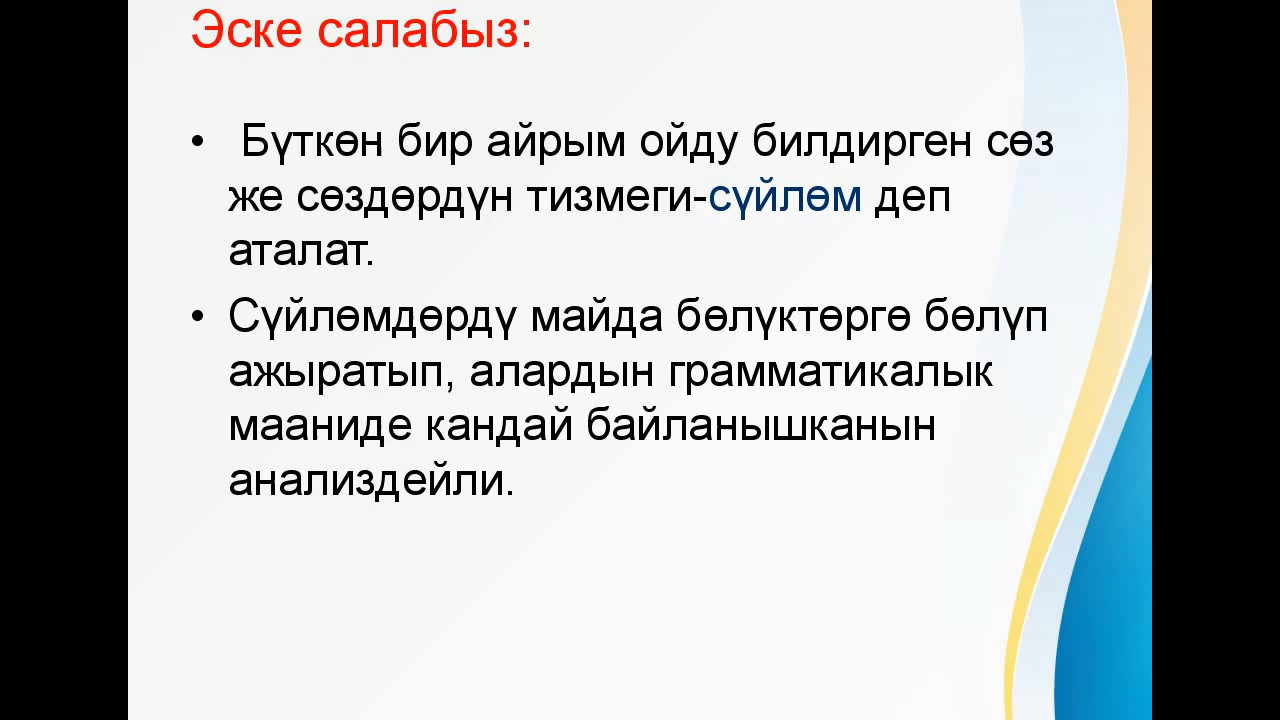 Эске салабыз:
• Бүткөн бир айрым ойду билдирген сөз
же сөздөрдүн тизмеги-сүйлөм деп
аталат.
• Сүйлөмдөрдү майда бөлүктөргө бөлүп
ажыратып, алардын грамматикалык
мааниде кандай байланышканын
анализдейли.